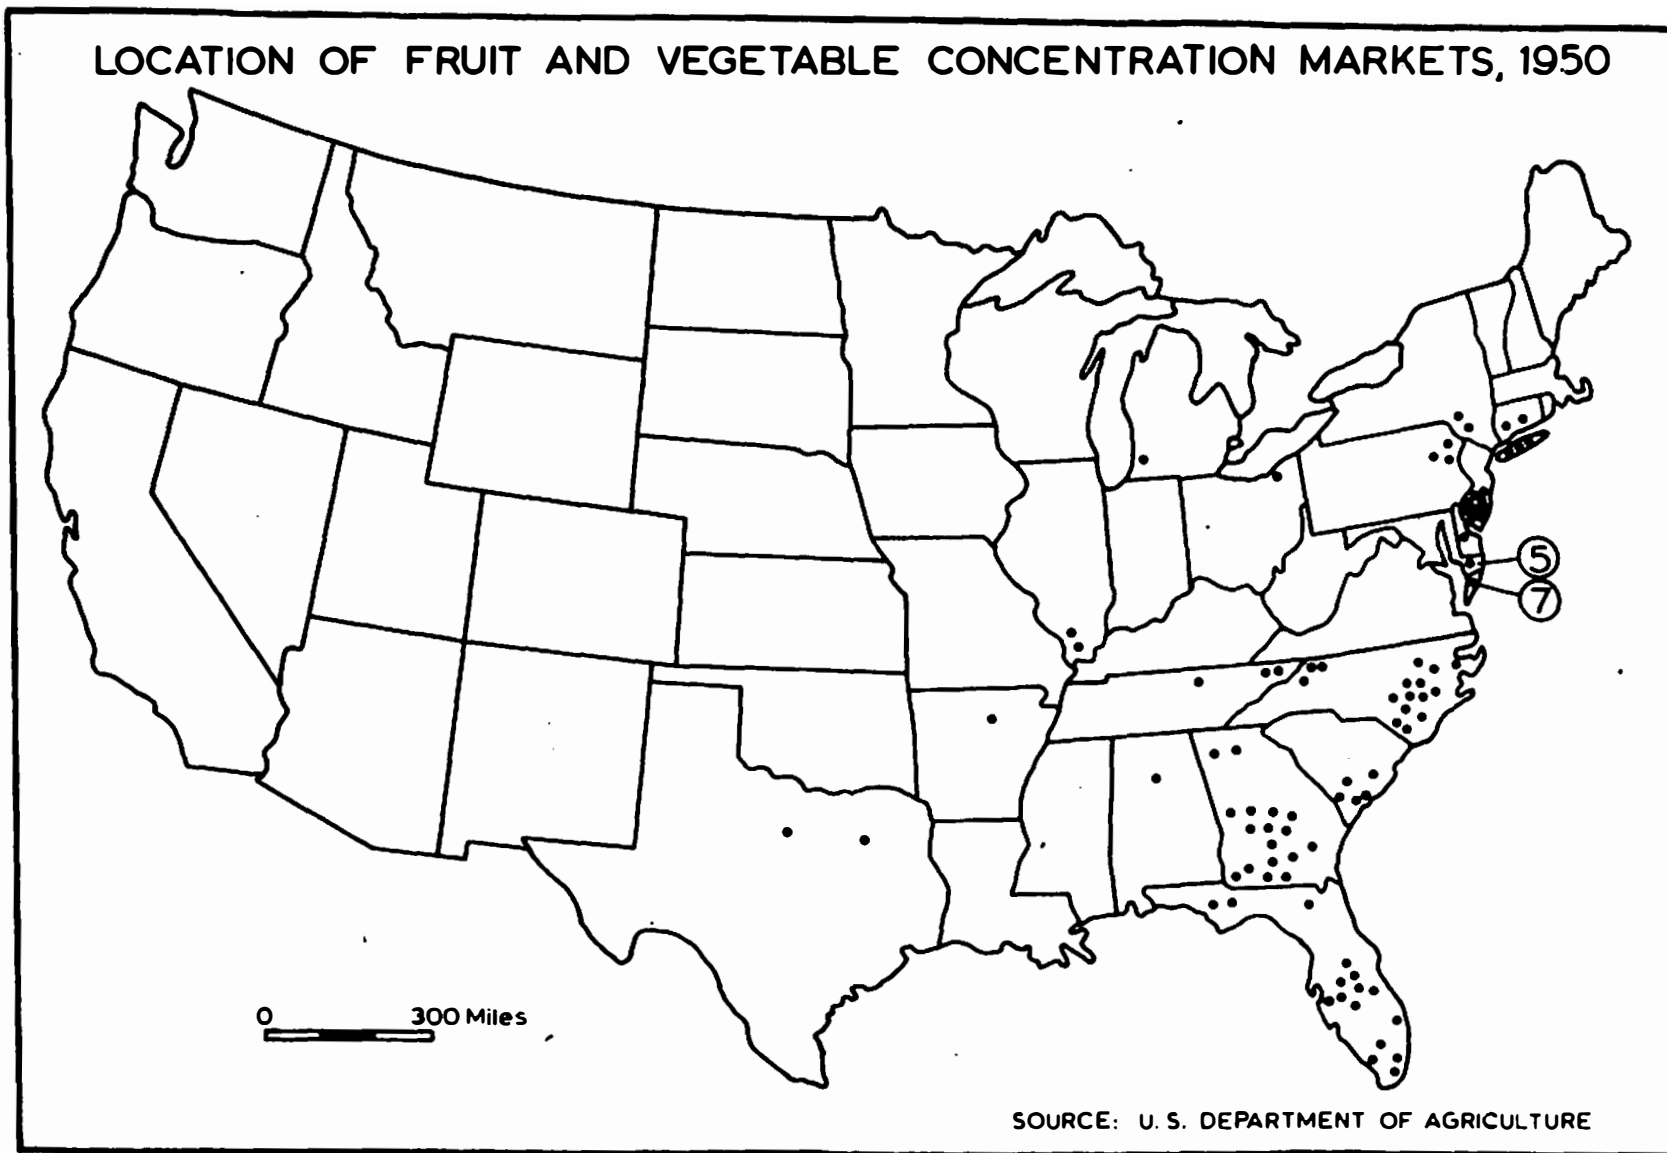 LOCATION OF FRUIT AND VEGETABLE CONCENTRATION MARKETS, 1950
5
7
0 300 Miles
SOURCE: U. S. DEPARTMENT OF AGRICULTURE